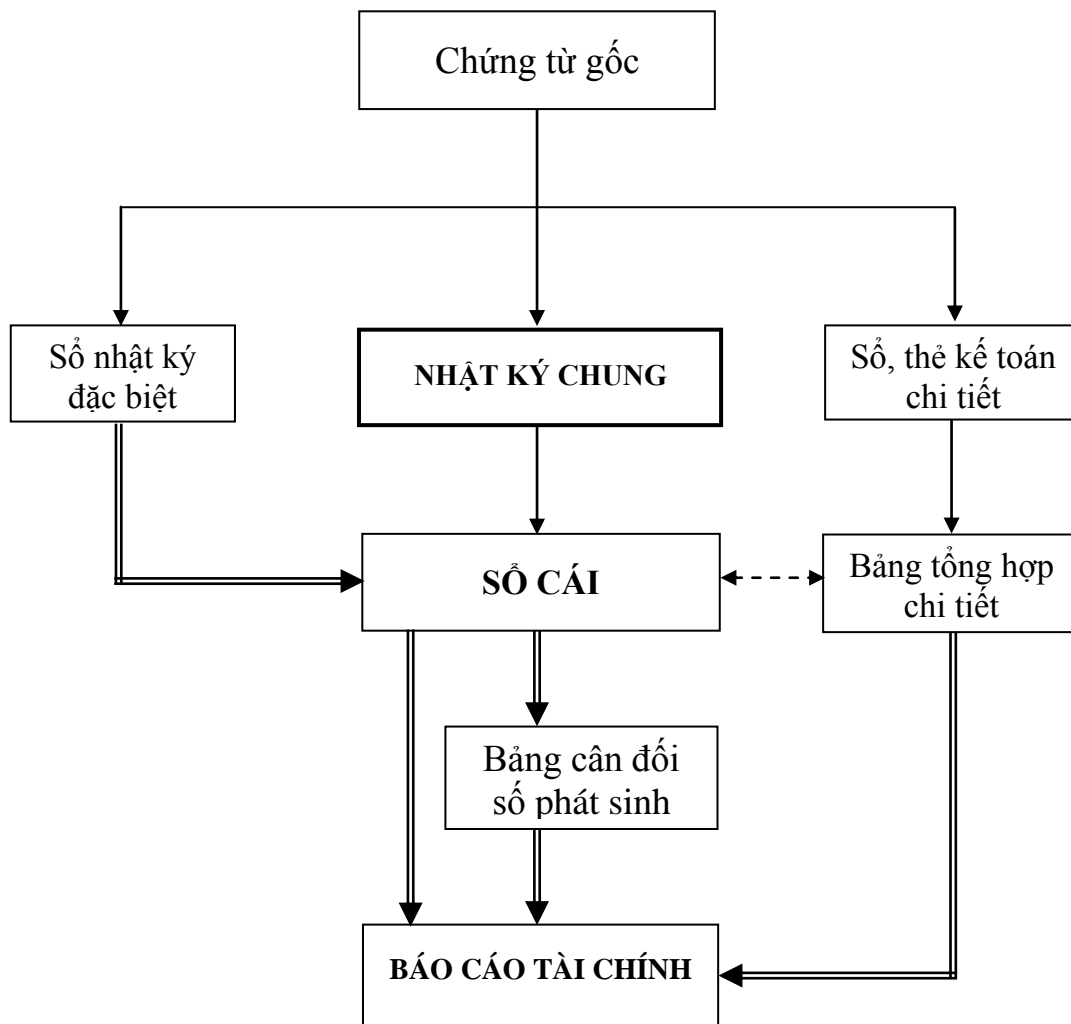 Chứng từ gốc
Sổ nhật ký
đặc biệt
NHẬT KÝ CHUNG
Sổ, thẻ kế toán
chi tiết
SỔ CÁI
Bảng tổng hợp
chi tiết
Bảng cân đối
số phát sinh
BÁO CÁO TÀI CHÍNH